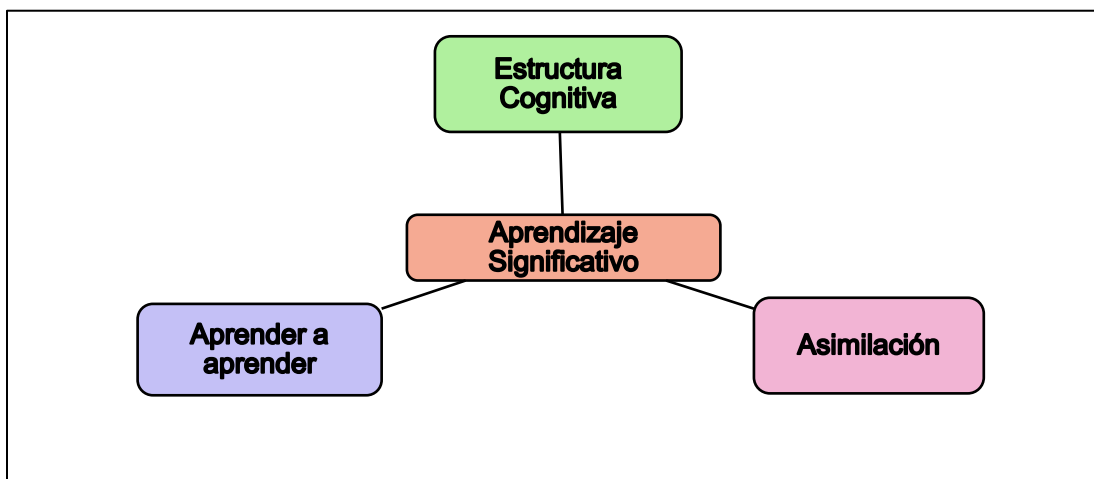 Estructura
Cognitiva
Aprendizaje
Significativo
Aprender a
aprender
Asimilación